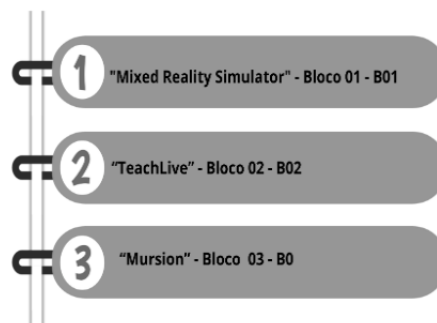 1 "Mixed Reality Simulator" - Bloco 01 - B01
2 “TeachLive” - Bloco 02 - B02
3 “Mursion” - Bloco 03 - B0